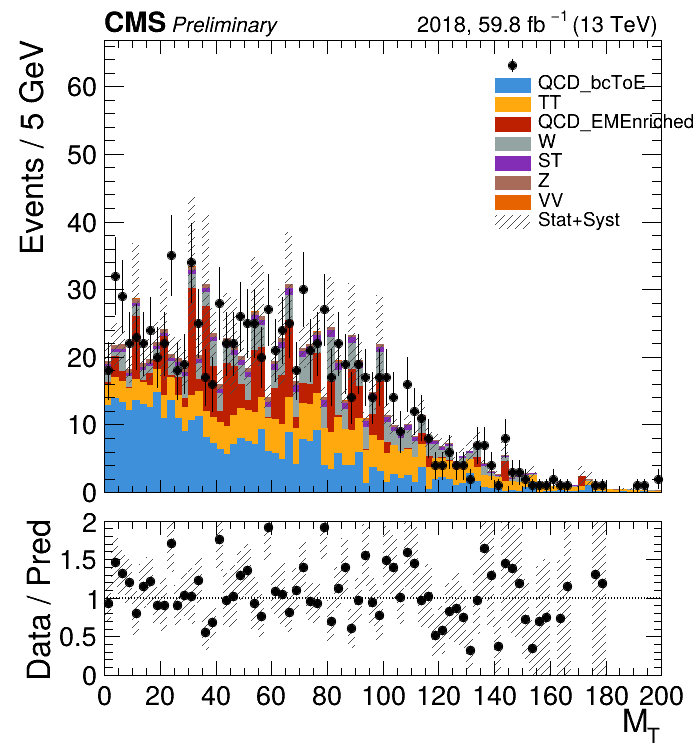 CMS Preliminary 2018, 59.8 fb⁻¹ (13 TeV)
Events / 5 GeV
60
50
40
30
20
10
0
QCD_bcToE
TT
QCD_EMEnriched
W
ST
Z
VV
Stat+Syst
Data / Pred
2
1.5
1
0.5
0
0 20 40 60 80 100 120 140 160 180 200
M_T